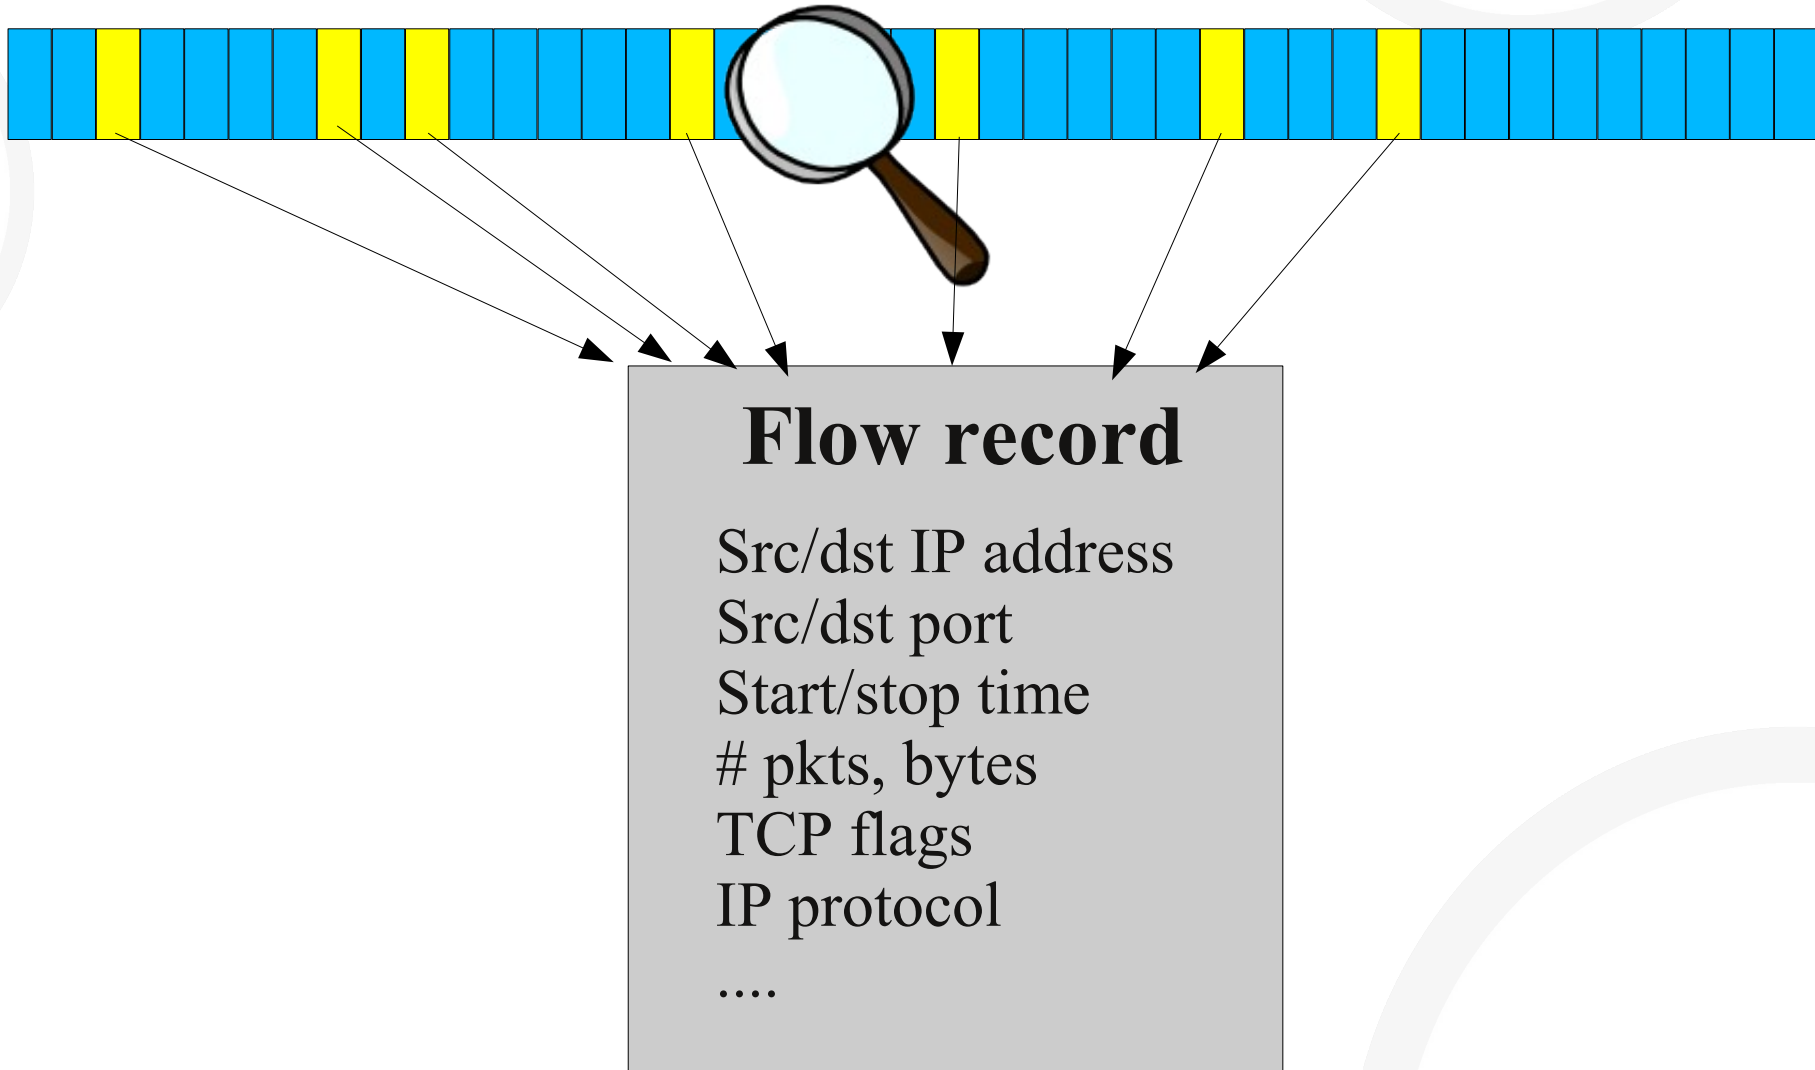 Flow record
Src/dst IP address
Src/dst port
Start/stop time
# pkts, bytes
TCP flags
IP protocol
....